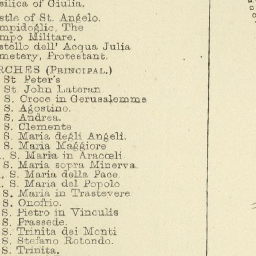 silica of Giulia.
stle of St. Angelo.
mpidoglio, The
mpo Militare.
stello dell' Acqua Julia
metery, Protestant.
RCHES (PRINCIPAL)
St Peter's
St John Lateran
S. Croce in Gerusalemme
S. Agostino.
S. Andrea.
S. Clemente
S. Maria degli Angeli.
S. Maria Maggiore
S. Maria in Aracœli
S. Maria sopra Minerva.
S. Maria della Pace
S. Maria del Popolo
S. Maria in Trastevere
S. Onofrio.
S. Pietro in Vinculis
S. Prassede.
S. Trinita dei Monti
S. Stefano Rotondo.
S. Trinita.